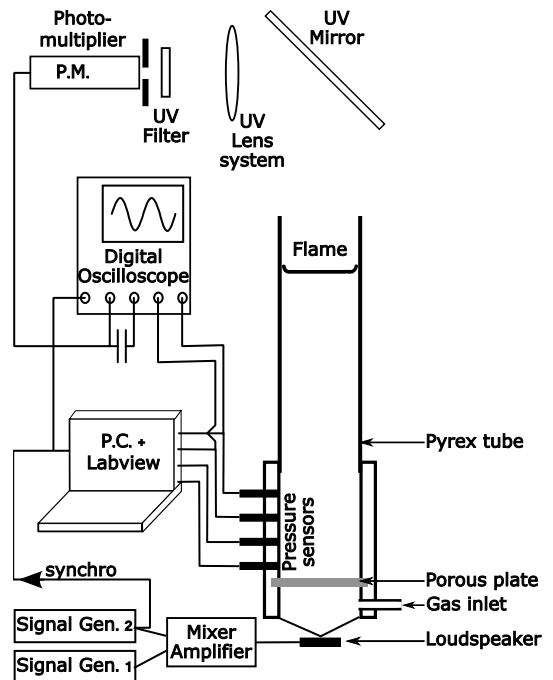 Photo-
multiplier
P.M.
UV
Filter
UV
Lens
system
UV
Mirror
Digital
Oscilloscope
Flame
P.C. +
Labview
Pyrex tube
Pressure
sensors
Porous plate
Gas inlet
Loudspeaker
synchro
Signal Gen. 2
Signal Gen. 1
Mixer
Amplifier